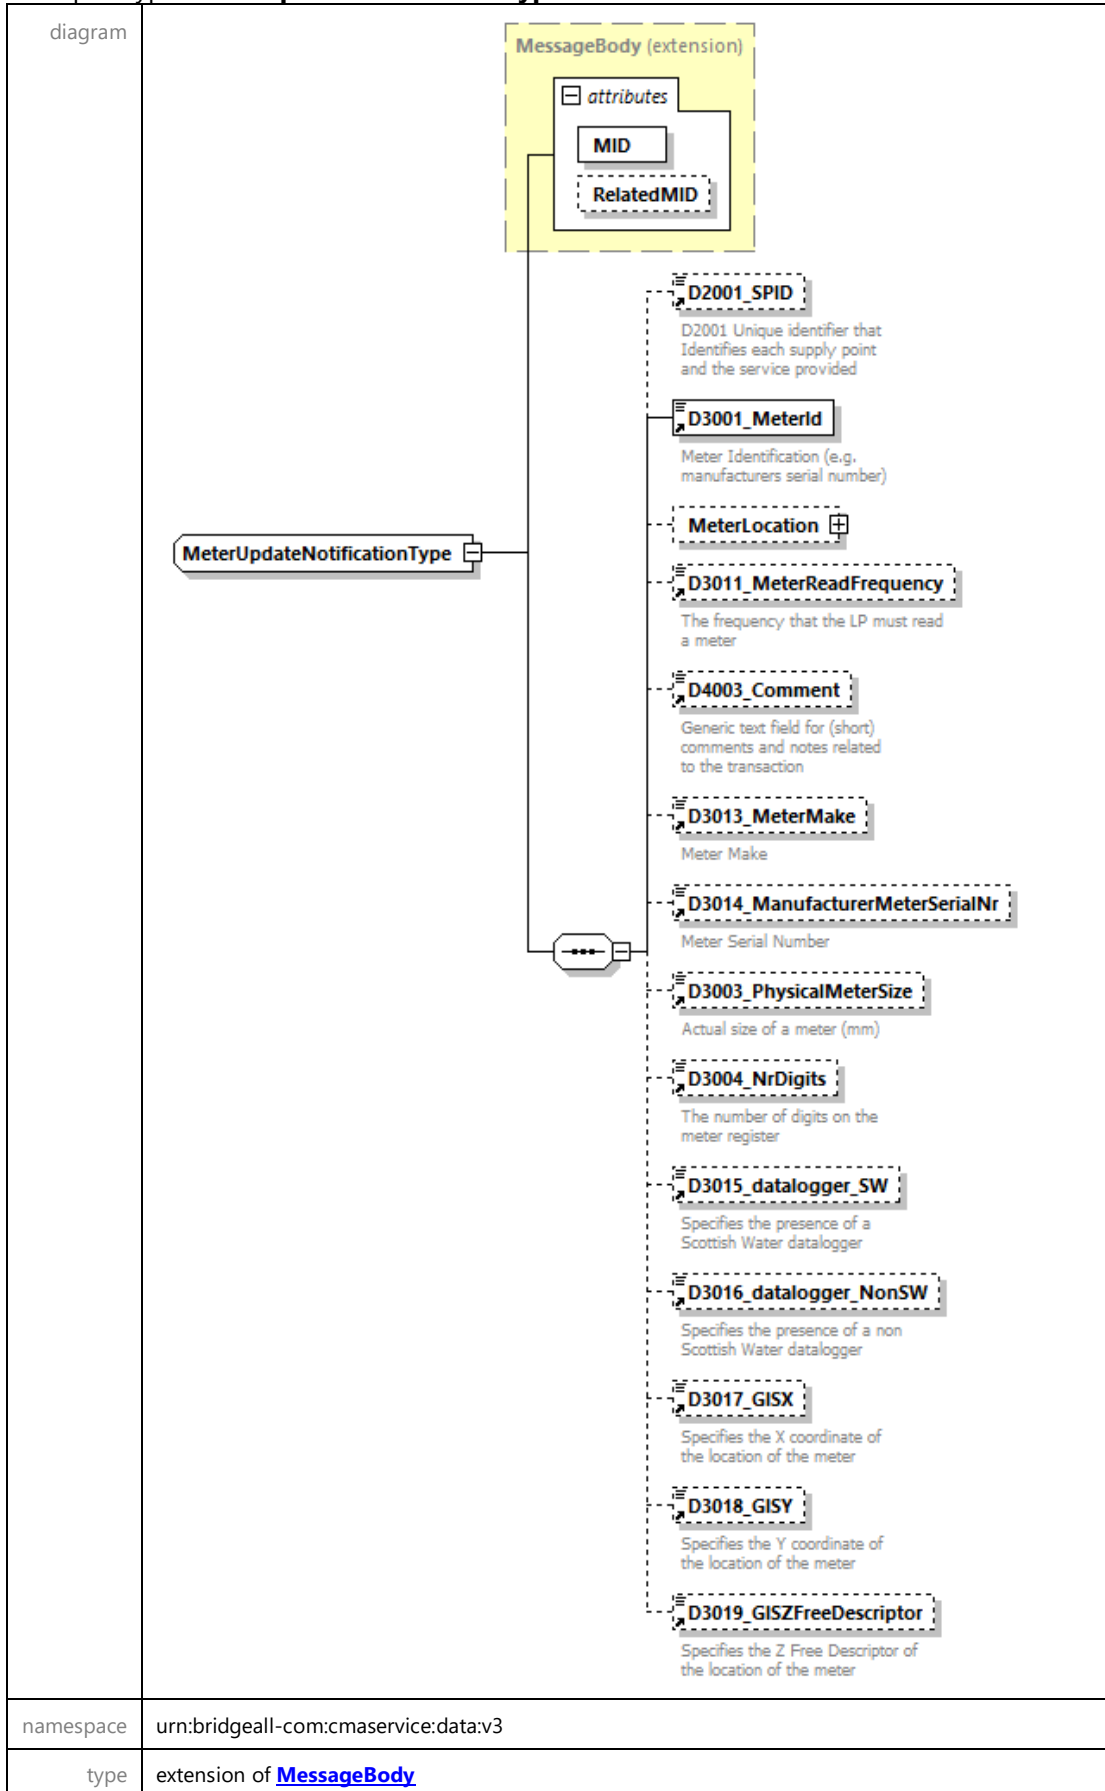 diagram
MessageBody (extension)
attributes
MID
RelatedMID
D2001_SPID
D2001 Unique identifier that
Identifies each supply point
and the service provided
D3001_MeterId
Meter Identification (e.g.
manufacturers serial number)
MeterLocation
MeterUpdateNotificationType
D3011_MeterReadFrequency
The frequency that the LP must read
a meter
D4003_Comment
Generic text field for (short)
comments and notes related
to the transaction
D3013_MeterMake
Meter Make
D3014_ManufacturerMeterSerialNr
Meter Serial Number
D3003_PhysicalMeterSize
Actual size of a meter (mm)
D3004_NrDigits
The number of digits on the
meter register
D3015_datalogger_SW
Specifies the presence of a
Scottish Water datalogger
D3016_datalogger_NonSW
Specifies the presence of a non
Scottish Water datalogger
D3017_GISX
Specifies the X coordinate of
the location of the meter
D3018_GISY
Specifies the Y coordinate of
the location of the meter
D3019_GISZFreeDescriptor
Specifies the Z Free Descriptor of
the location of the meter
namespace urn:bridgeall-com:cmaservice:data:v3
type extension of MessageBody